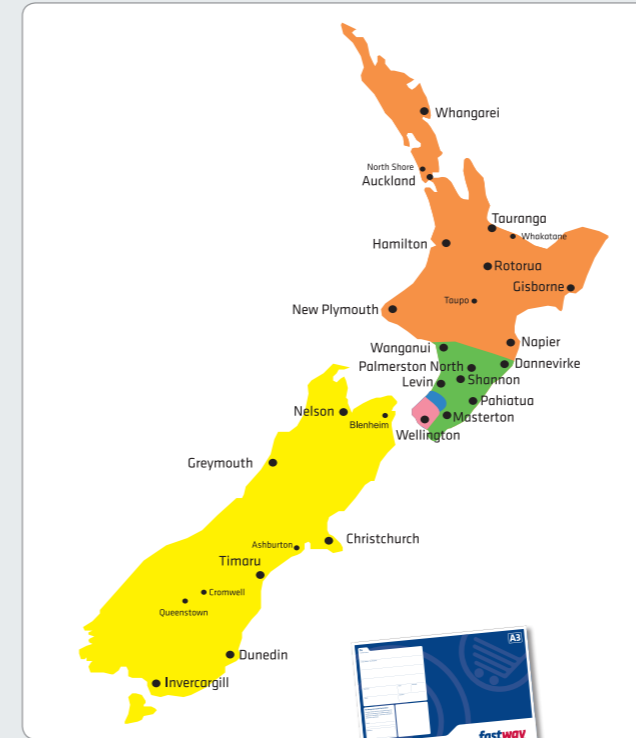 Whangarei
North Shore
Auckland
Tauranga
Whakatane
Hamilton
Rotorua
Gisborne
Taupo
New Plymouth
Napier
Wanganui
Dannevirke
Palmerston North
Shannon
Levin
Pahiatua
Nelson
Blenheim
Masterton
Wellington
Greymouth
Christchurch
Ashburton
Timaru
Cromwell
Queenstown
Dunedin
Invercargill
A3
fastway